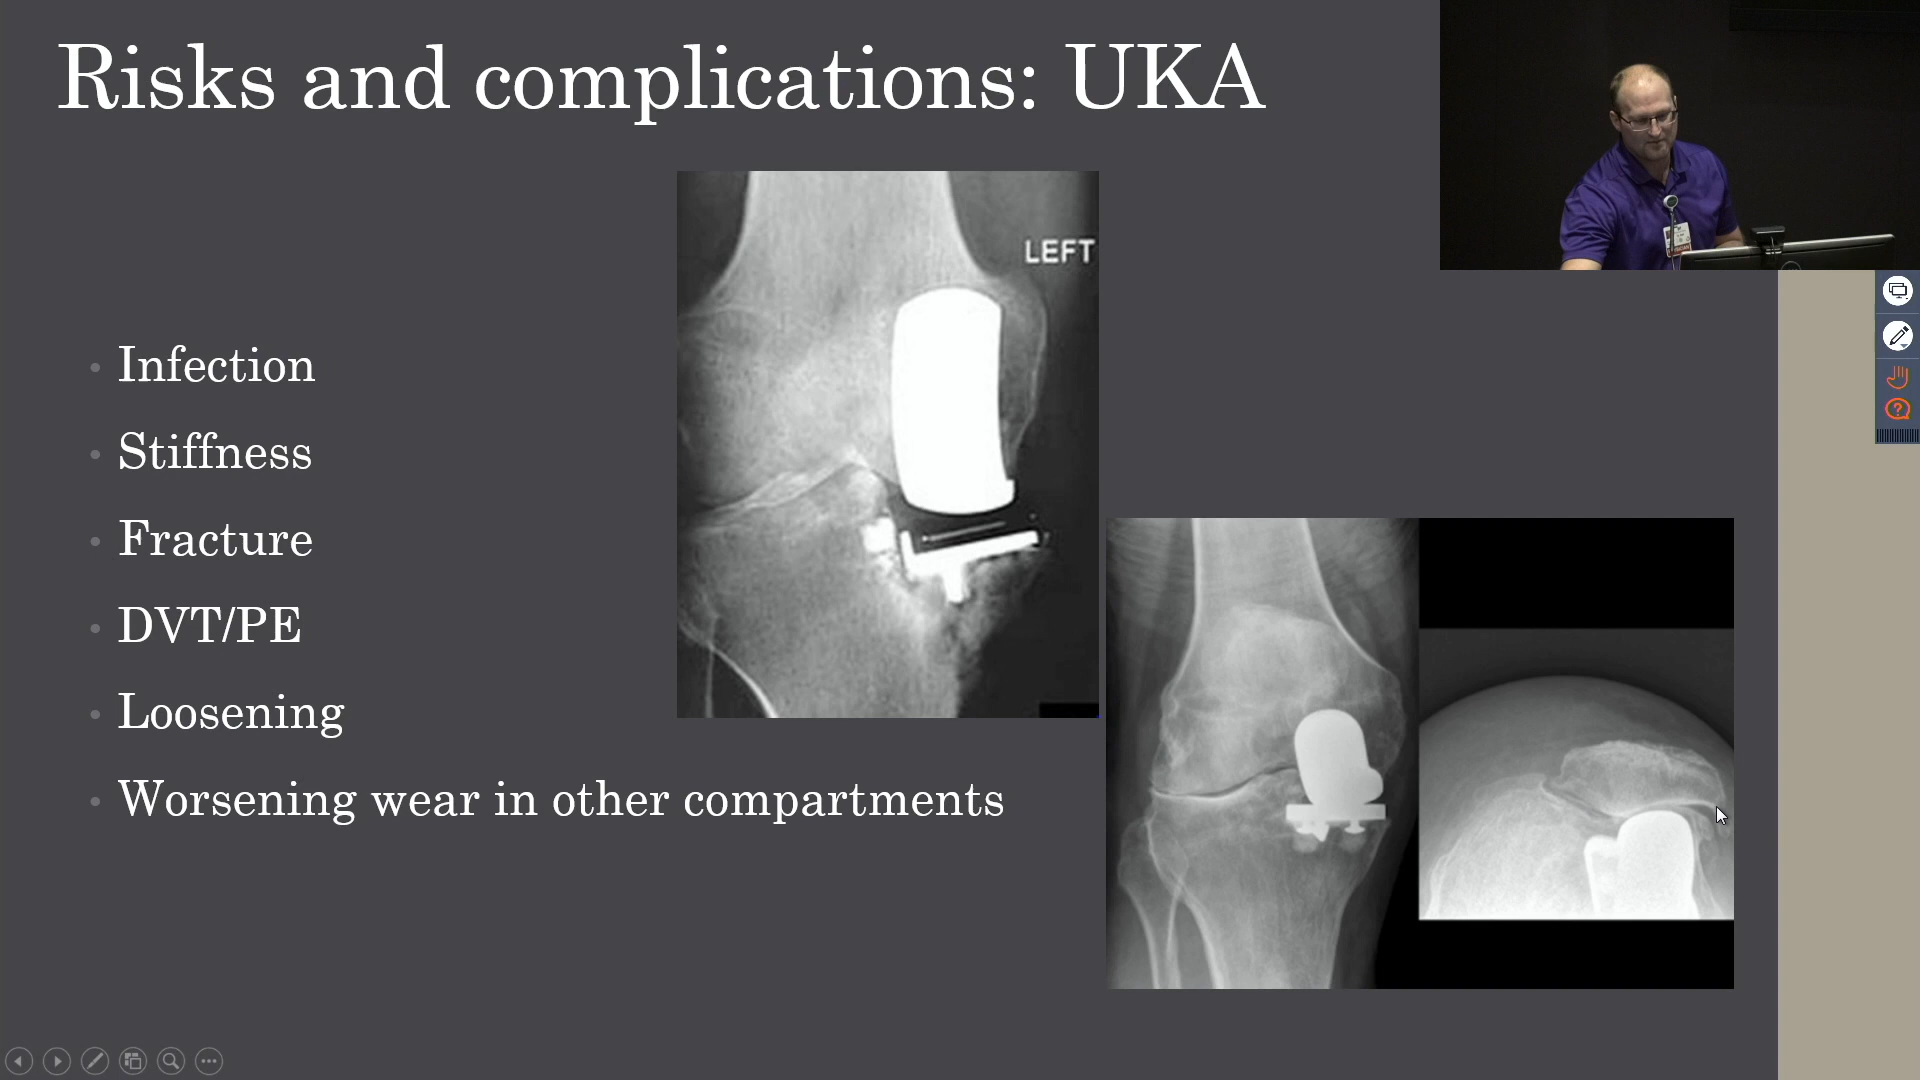 Risks and complications: UKA
LEFT
• Infection
• Stiffness
• Fracture
• DVT/PE
• Loosening
• Worsening wear in other compartments